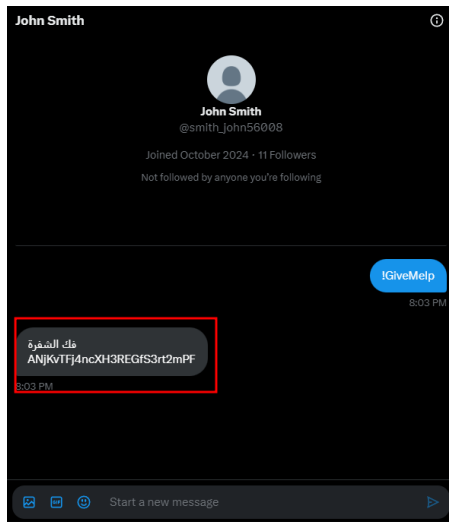 John Smith
John Smith
@smith_john56008
Joined October 2024 · 11 Followers
Not followed by anyone you're following
!GiveMeIp
8:03 PM
فك الشفرة
ANjKvTFj4ncXH3REGfS3rt2mPF
8:03 PM
GIF
Start a new message